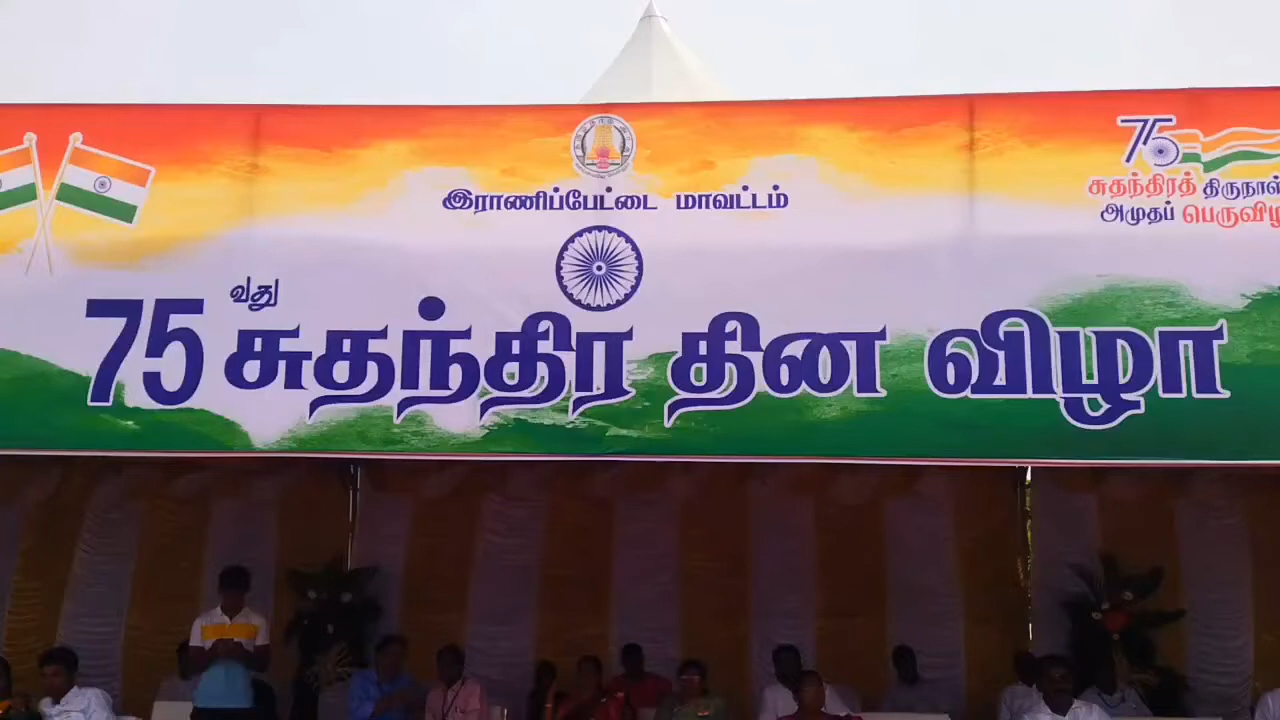 இராணிப்பேட்டை மாவட்டம்
75
சுதந்திரத் திருநாள்
அமுதப்
75 வது சுதந்திர தின விழா